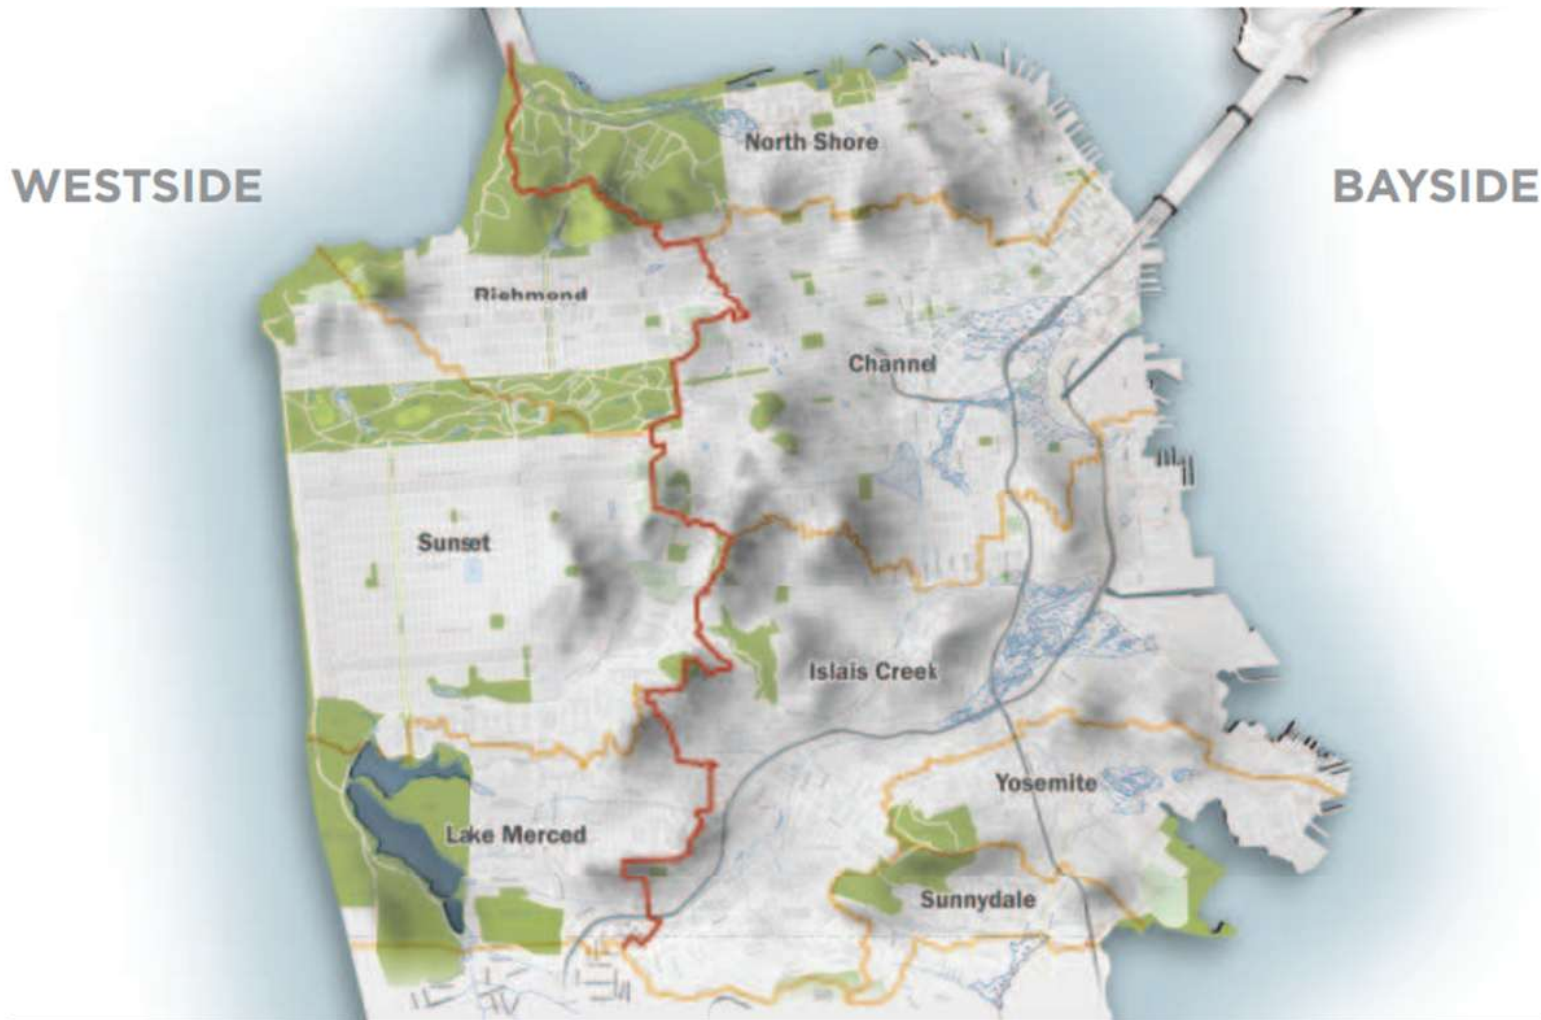 WESTSIDE
BAYSIDE
North Shore
Richmond
Channel
Sunset
Islais Creek
Yosemite
Lake Merced
Sunnydale